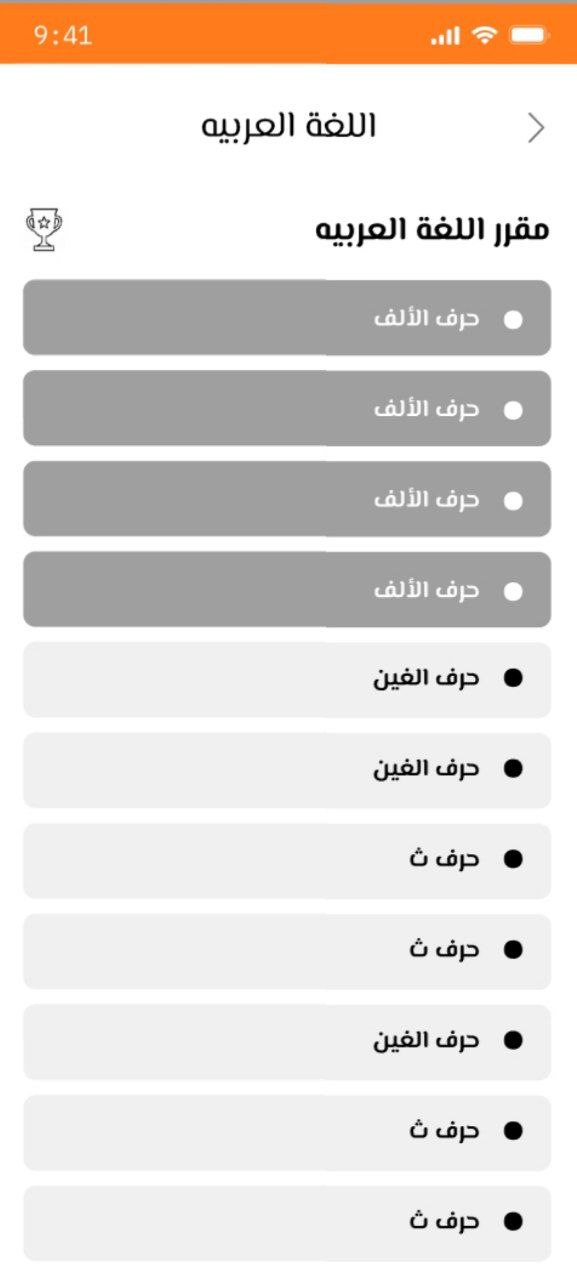 9:41
اللغة العربيه
مقرر اللغة العربيه
حرف الألف
حرف الألف
حرف الألف
حرف الألف
حرف الغين
حرف الغين
حرف ث
حرف ث
حرف الغين
حرف ث
حرف ث